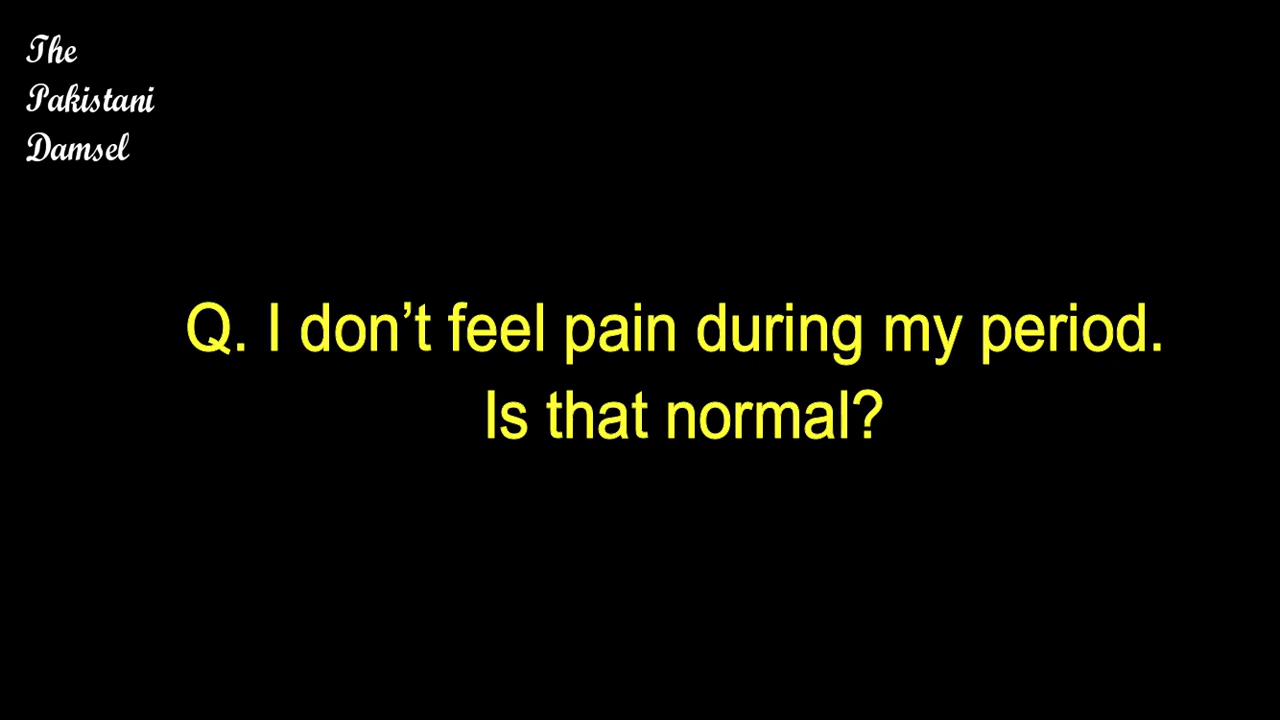 The
Pakistani
Damsel
Q. I don’t feel pain during my period.
Is that normal?